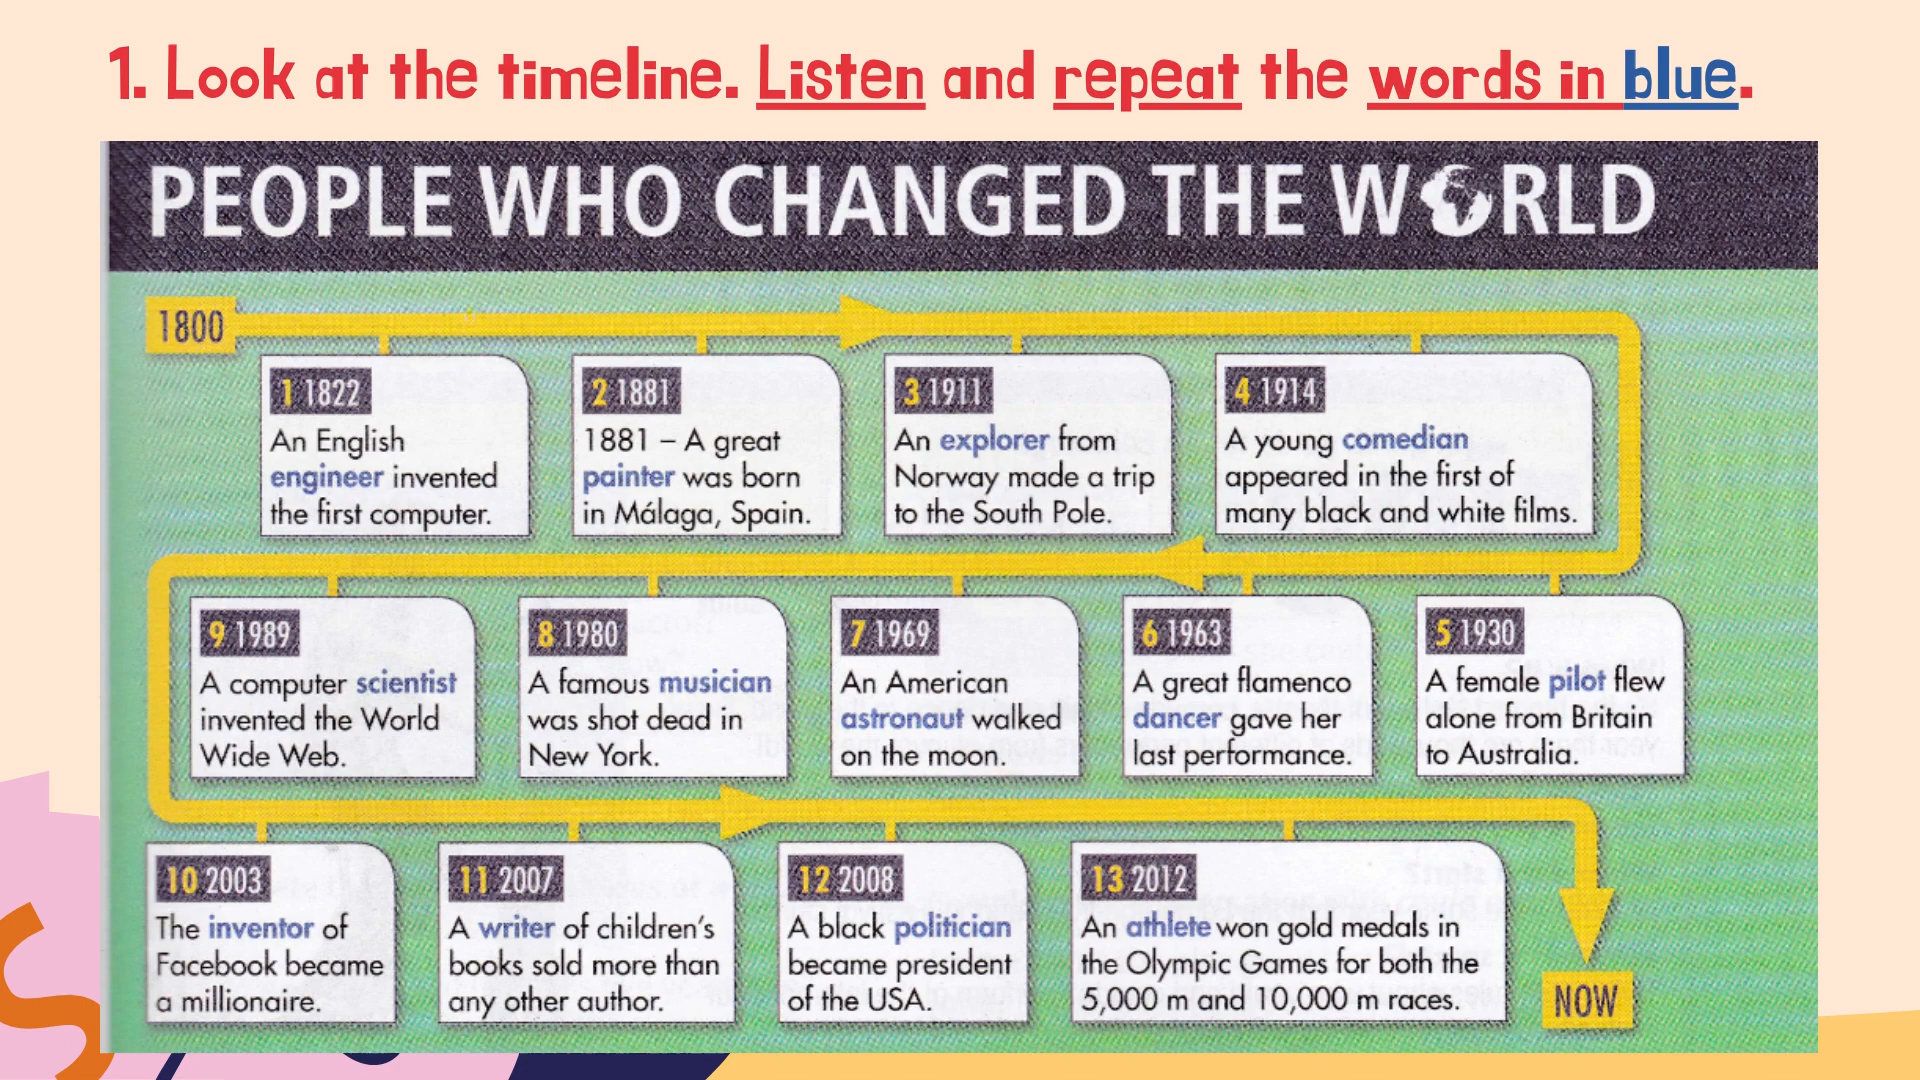 1. Look at the timeline. Listen and repeat the words in blue.
PEOPLE WHO CHANGED THE WORLD
1800
1 1822
An English
engineer invented
the first computer.
2 1881
1881 – A great
painter was born
in Málaga, Spain.
3 1911
An explorer from
Norway made a trip
to the South Pole.
4 1914
A young comedian
appeared in the first of
many black and white films.
5 1930
A female pilot flew
alone from Britain
to Australia.
6 1963
A great flamenco
dancer gave her
last performance.
7 1969
An American
astronaut walked
on the moon.
8 1980
A famous musician
was shot dead in
New York.
9 1989
A computer scientist
invented the World
Wide Web.
10 2003
The inventor of
Facebook became
a millionaire.
11 2007
A writer of children's
books sold more than
any other author.
12 2008
A black politician
became president
of the USA.
13 2012
An athlete won gold medals in
the Olympic Games for both the
5,000 m and 10,000 m races.
NOW